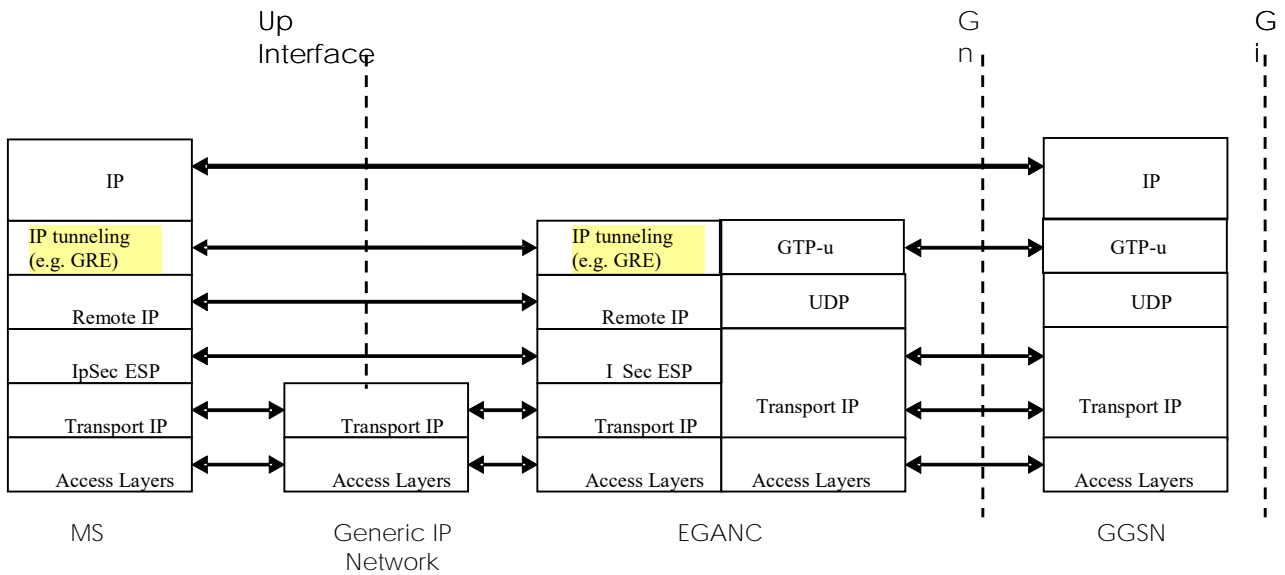 Up
Interface
G
n
G
i
IP
IP
IP tunneling
(e.g. GRE)
IP tunneling
(e.g. GRE)
GTP-u
GTP-u
Remote IP
Remote IP
UDP
UDP
IpSec ESP
I Sec ESP
Transport IP
Transport IP
Transport IP
Transport IP
Transport IP
Access Layers
Access Layers
Access Layers
Access Layers
Access Layers
MS
Generic IP
Network
EGANC
GGSN